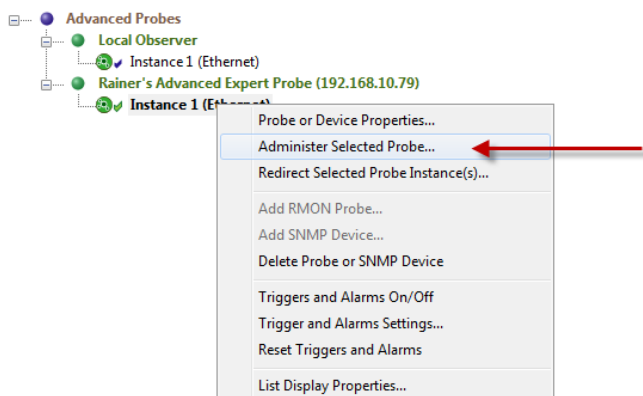 Advanced Probes
Local Observer
Instance 1 (Ethernet)
Rainer's Advanced Expert Probe (192.168.10.79)
Instance 1 (Ethernet)
Probe or Device Properties...
Administer Selected Probe...
Redirect Selected Probe Instance(s)...
Add RMON Probe...
Add SNMP Device...
Delete Probe or SNMP Device
Triggers and Alarms On/Off
Trigger and Alarms Settings...
Reset Triggers and Alarms
List Display Properties...